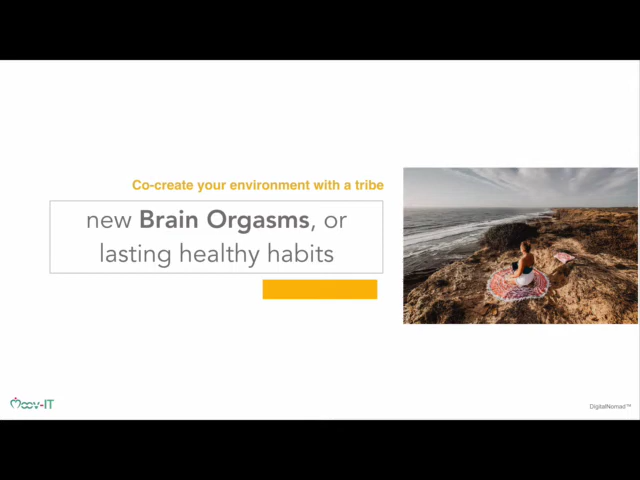 Co-create your environment with a tribe
new Brain Orgasms, or
lasting healthy habits
Moov-IT
DigitalNomad™